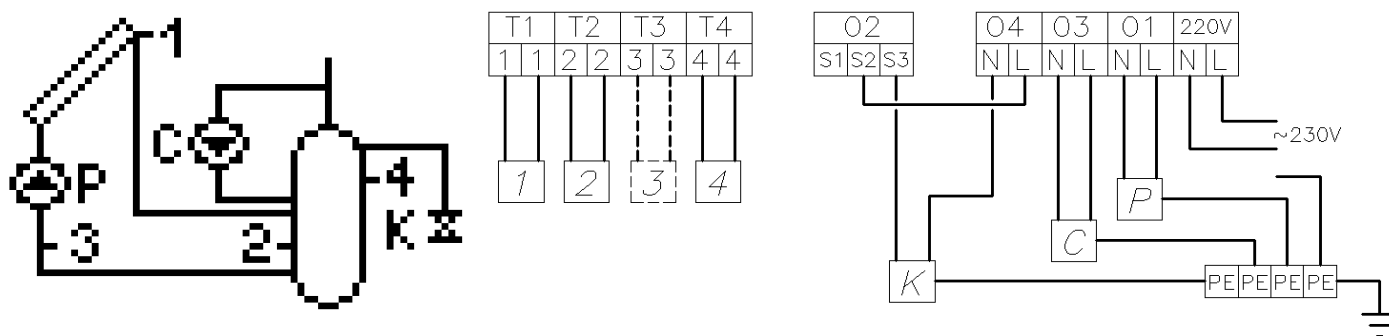 1
C
P
4
3
2
K
T1 T2 T3 T4
1 1 2 2 3 3 4 4
1 2 3 4
O2
S1 S2 S3
O4 O3 O1 220V
N L N L N L N L
~230V
P
C
K
PE PE PE PE